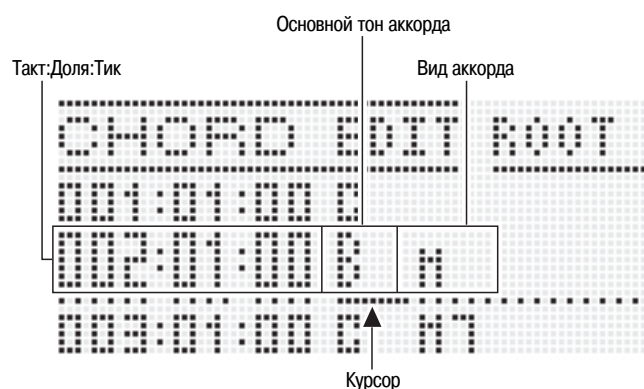 Основной тон аккорда
Такт:Доля:Тик
Вид аккорда
CHORD EDIT ROOT
001:01:00 C
002:01:00 B m
003:01:00 C M7
Курсор